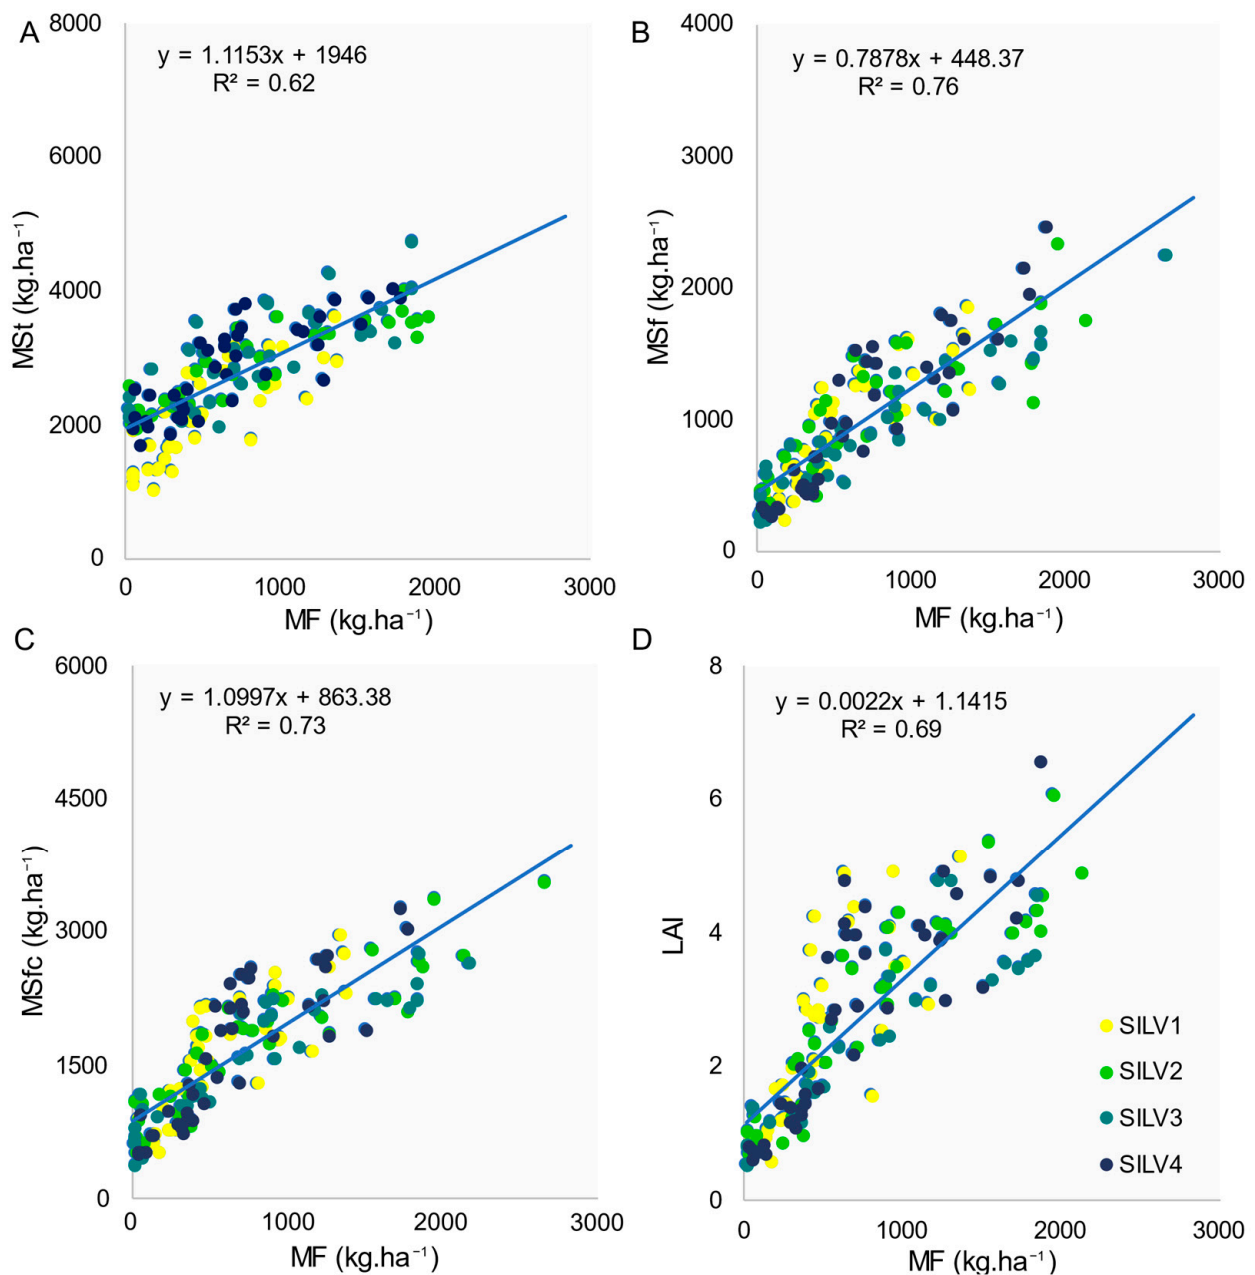 A
8000
y = 1.1153x + 1946
R² = 0.62
6000
4000
2000
0
MSt (kg.ha⁻¹)
0 1000 2000 3000
MF (kg.ha⁻¹)
B
4000
y = 0.7878x + 448.37
R² = 0.76
3000
2000
1000
0
MSf (kg.ha⁻¹)
0 1000 2000 3000
MF (kg.ha⁻¹)
C
6000
y = 1.0997x + 863.38
R² = 0.73
4500
3000
1500
0
MSfc (kg.ha⁻¹)
0 1000 2000 3000
MF (kg.ha⁻¹)
D
8
y = 0.0022x + 1.1415
R² = 0.69
6
4
2
0
LAI
SILV1
SILV2
SILV3
SILV4
0 1000 2000 3000
MF (kg.ha⁻¹)